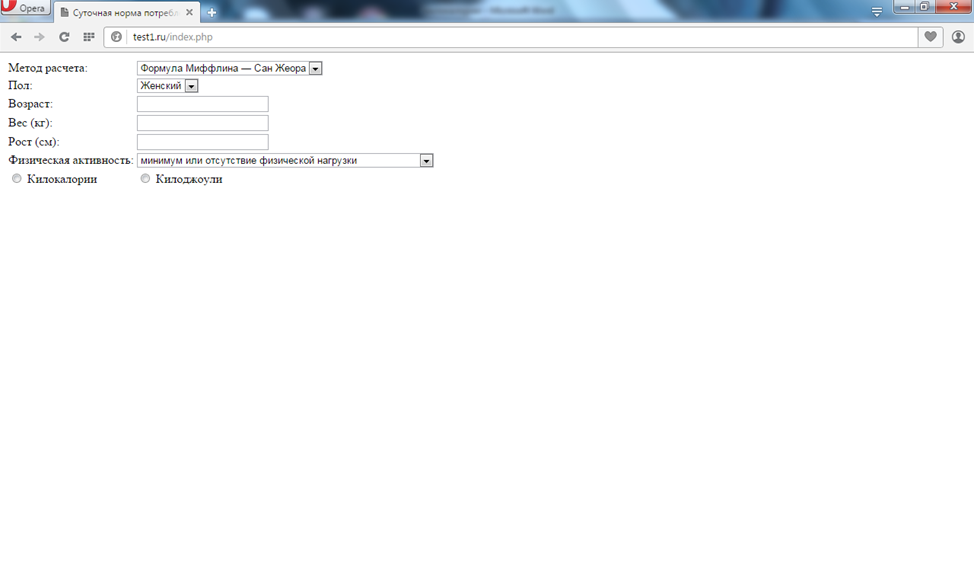 Opera
Суточная норма потребл
test1.ru/index.php
Метод расчета: Формула Миффлина — Сан Жеора
Пол: Женский
Возраст:
Вес (кг):
Рост (см):
Физическая активность: минимум или отсутствие физической нагрузки
Килокалории Килоджоули